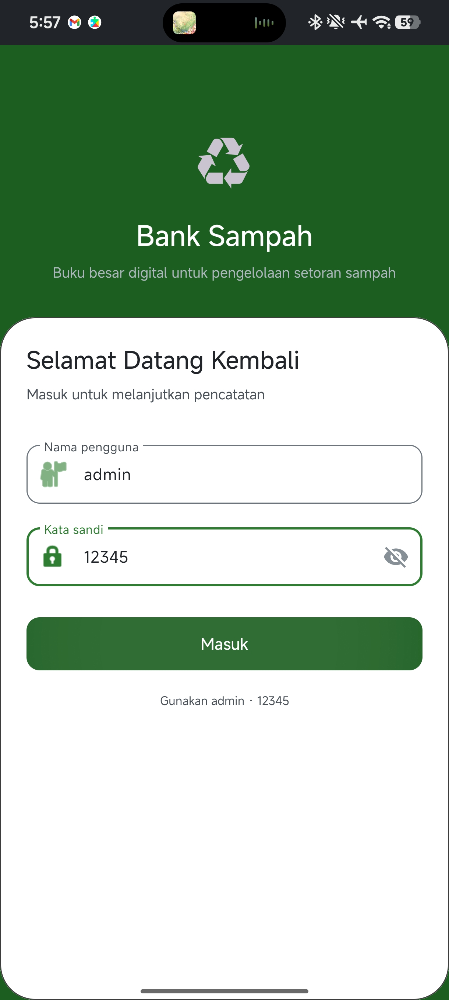 5:57
59
Bank Sampah
Buku besar digital untuk pengelolaan setoran sampah
Selamat Datang Kembali
Masuk untuk melanjutkan pencatatan
Nama pengguna
admin
Kata sandi
12345
Masuk
Gunakan admin · 12345